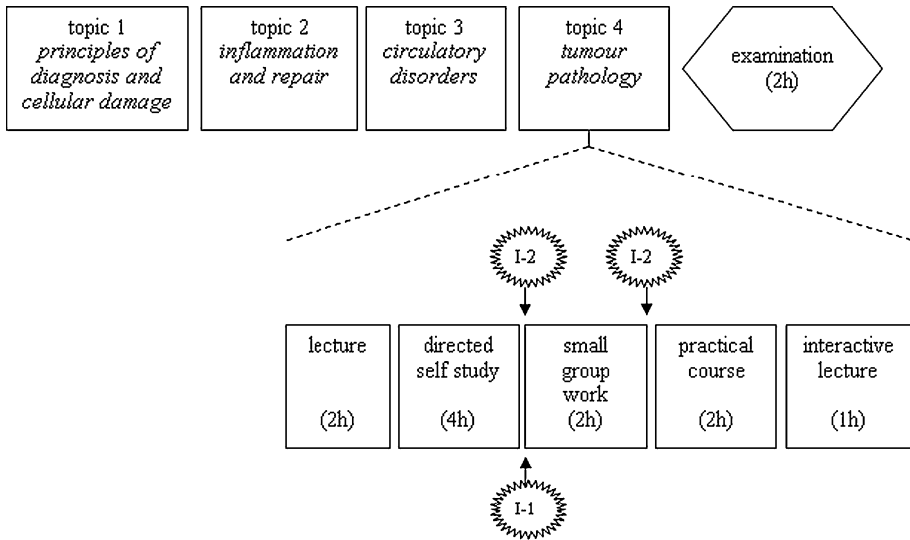 topic 1
principles of
diagnosis and
cellular damage
topic 2
inflammation
and repair
topic 3
circulatory
disorders
topic 4
tumour
pathology
examination
(2h)
I-2
I-2
lecture
(2h)
directed
self study
(4h)
small
group
work
(2h)
practical
course
(2h)
interactive
lecture
(1h)
I-1